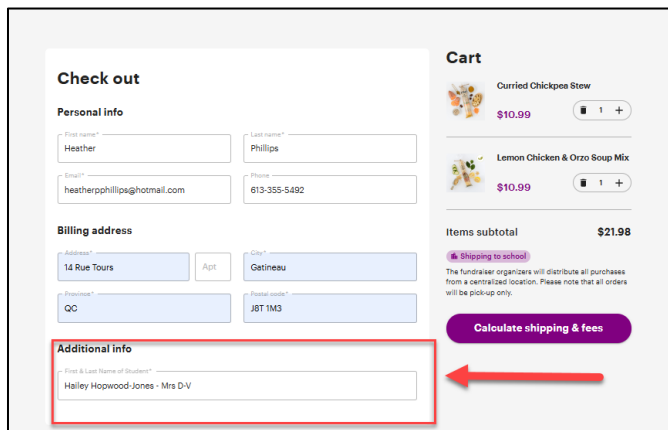 Check out
Personal info
First name*
Heather
Last name*
Phillips
Email*
heatherpphillips@hotmail.com
Phone
613-355-5492
Billing address
Address*
14 Rue Tours
Apt
City*
Gatineau
Province*
QC
Postal code*
J8T 1M3
Additional info
First & Last Name of Student*
Hailey Hopwood-Jones - Mrs D-V
Cart
Curried Chickpea Stew
$10.99
1 +
Lemon Chicken & Orzo Soup Mix
$10.99
1 +
Items subtotal $21.98
Shipping to school
The fundraiser organizers will distribute all purchases
from a centralized location. Please note that all orders
will be pick-up only.
Calculate shipping & fees